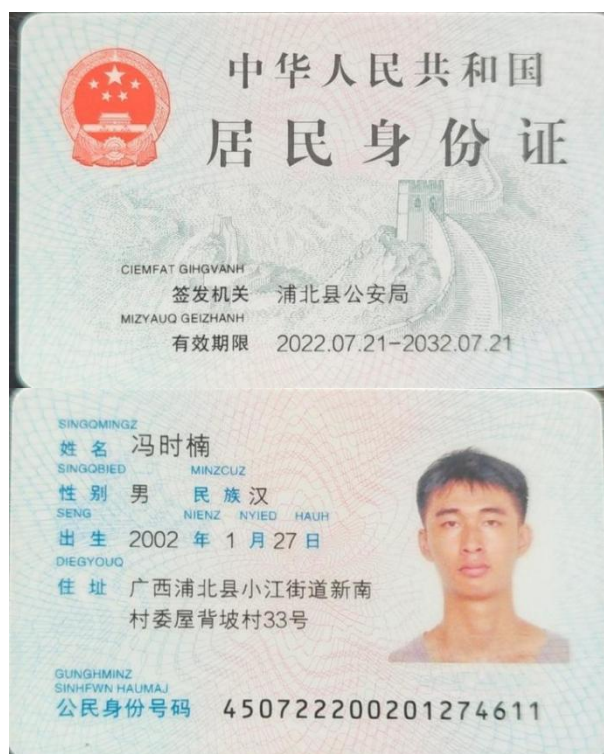 中华人民共和国
居民身份证
CIEMFAT GIHGVANH
签发机关 浦北县公安局
MIZYAUQ GEIZHANH
有效期限 2022.07.21-2032.07.21
SINGQMINGZ
姓名 冯时楠
SINGQBIED MINZCUZ
性别 男 民族 汉
SENG NIENZ NYIED HAUH
出生 2002 年 1 月 27 日
DIEGYOUQ
住址 广西浦北县小江街道新南
村委屋背坡村33号
GUNGHMINZ
SINHFWN HAUMAJ
公民身份号码 450722200201274611